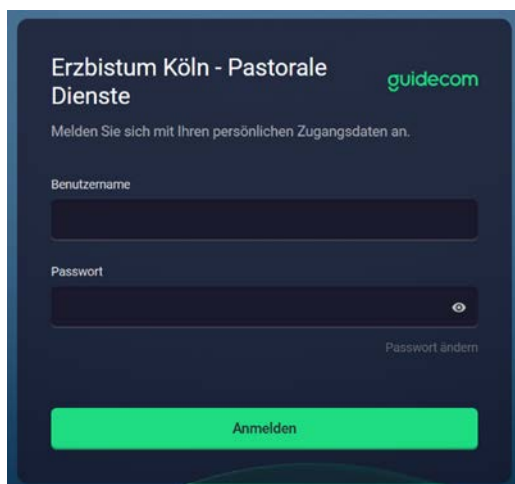 Erzbistum Köln - Pastorale
Dienste
guidecom
Melden Sie sich mit Ihren persönlichen Zugangsdaten an.
Benutzername
Passwort
Passwort ändern
Anmelden